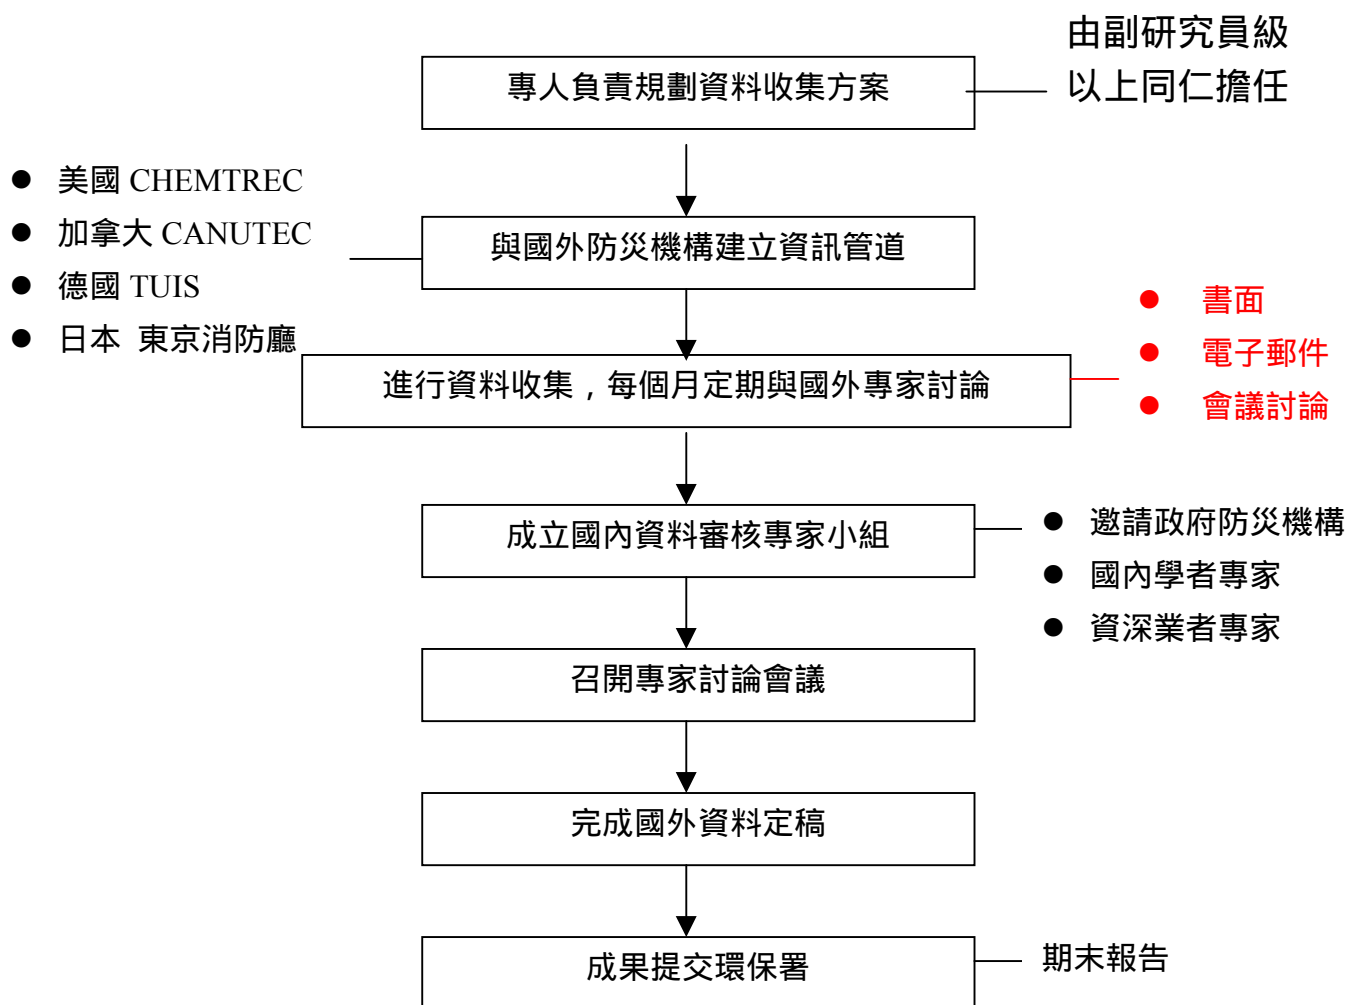 由副研究員級
以上同仁擔任
專人負責規劃資料收集方案
● 美國 CHEMTREC
● 加拿大 CANUTEC
● 德國 TUIS
● 日本 東京消防廳
與國外防災機構建立資訊管道
● 書面
● 電子郵件
● 會議討論
進行資料收集，每個月定期與國外專家討論
成立國內資料審核專家小組
● 邀請政府防災機構
● 國內學者專家
● 資深業者專家
召開專家討論會議
完成國外資料定稿
成果提交環保署
期末報告